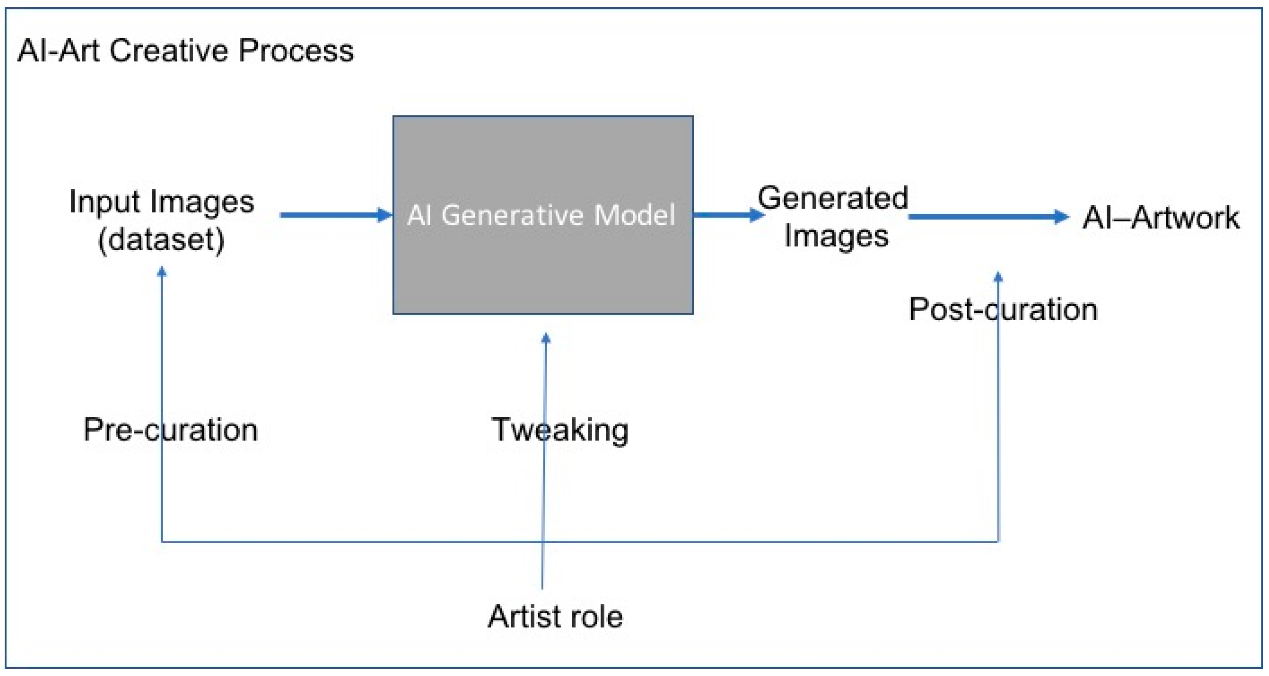 AI-Art Creative Process
Input Images
(dataset)
AI Generative Model
Generated
Images
AI–Artwork
Post-curation
Pre-curation
Tweaking
Artist role